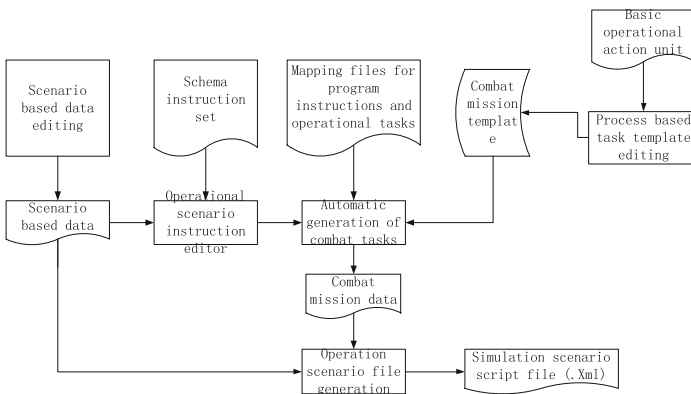 Basic
operational
action unit
Scenario
based data
editing
Schema
instruction
set
Mapping files for
program
instructions and
operational tasks
Combat
mission
templat
e
Process based
task template
editing
Scenario
based data
Operational
scenario
instruction
editor
Automatic
generation of
combat tasks
Combat
mission data
Operation
scenario file
generation
Simulation scenario
script file (.Xml)